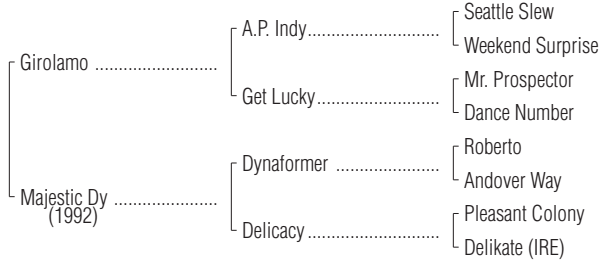 Seattle Slew
A.P. Indy
Weekend Surprise
Girolamo
Mr. Prospector
Get Lucky
Dance Number
Roberto
Dynaformer
Andover Way
Majestic Dy
(1992)
Pleasant Colony
Delicacy
Delikate (IRE)